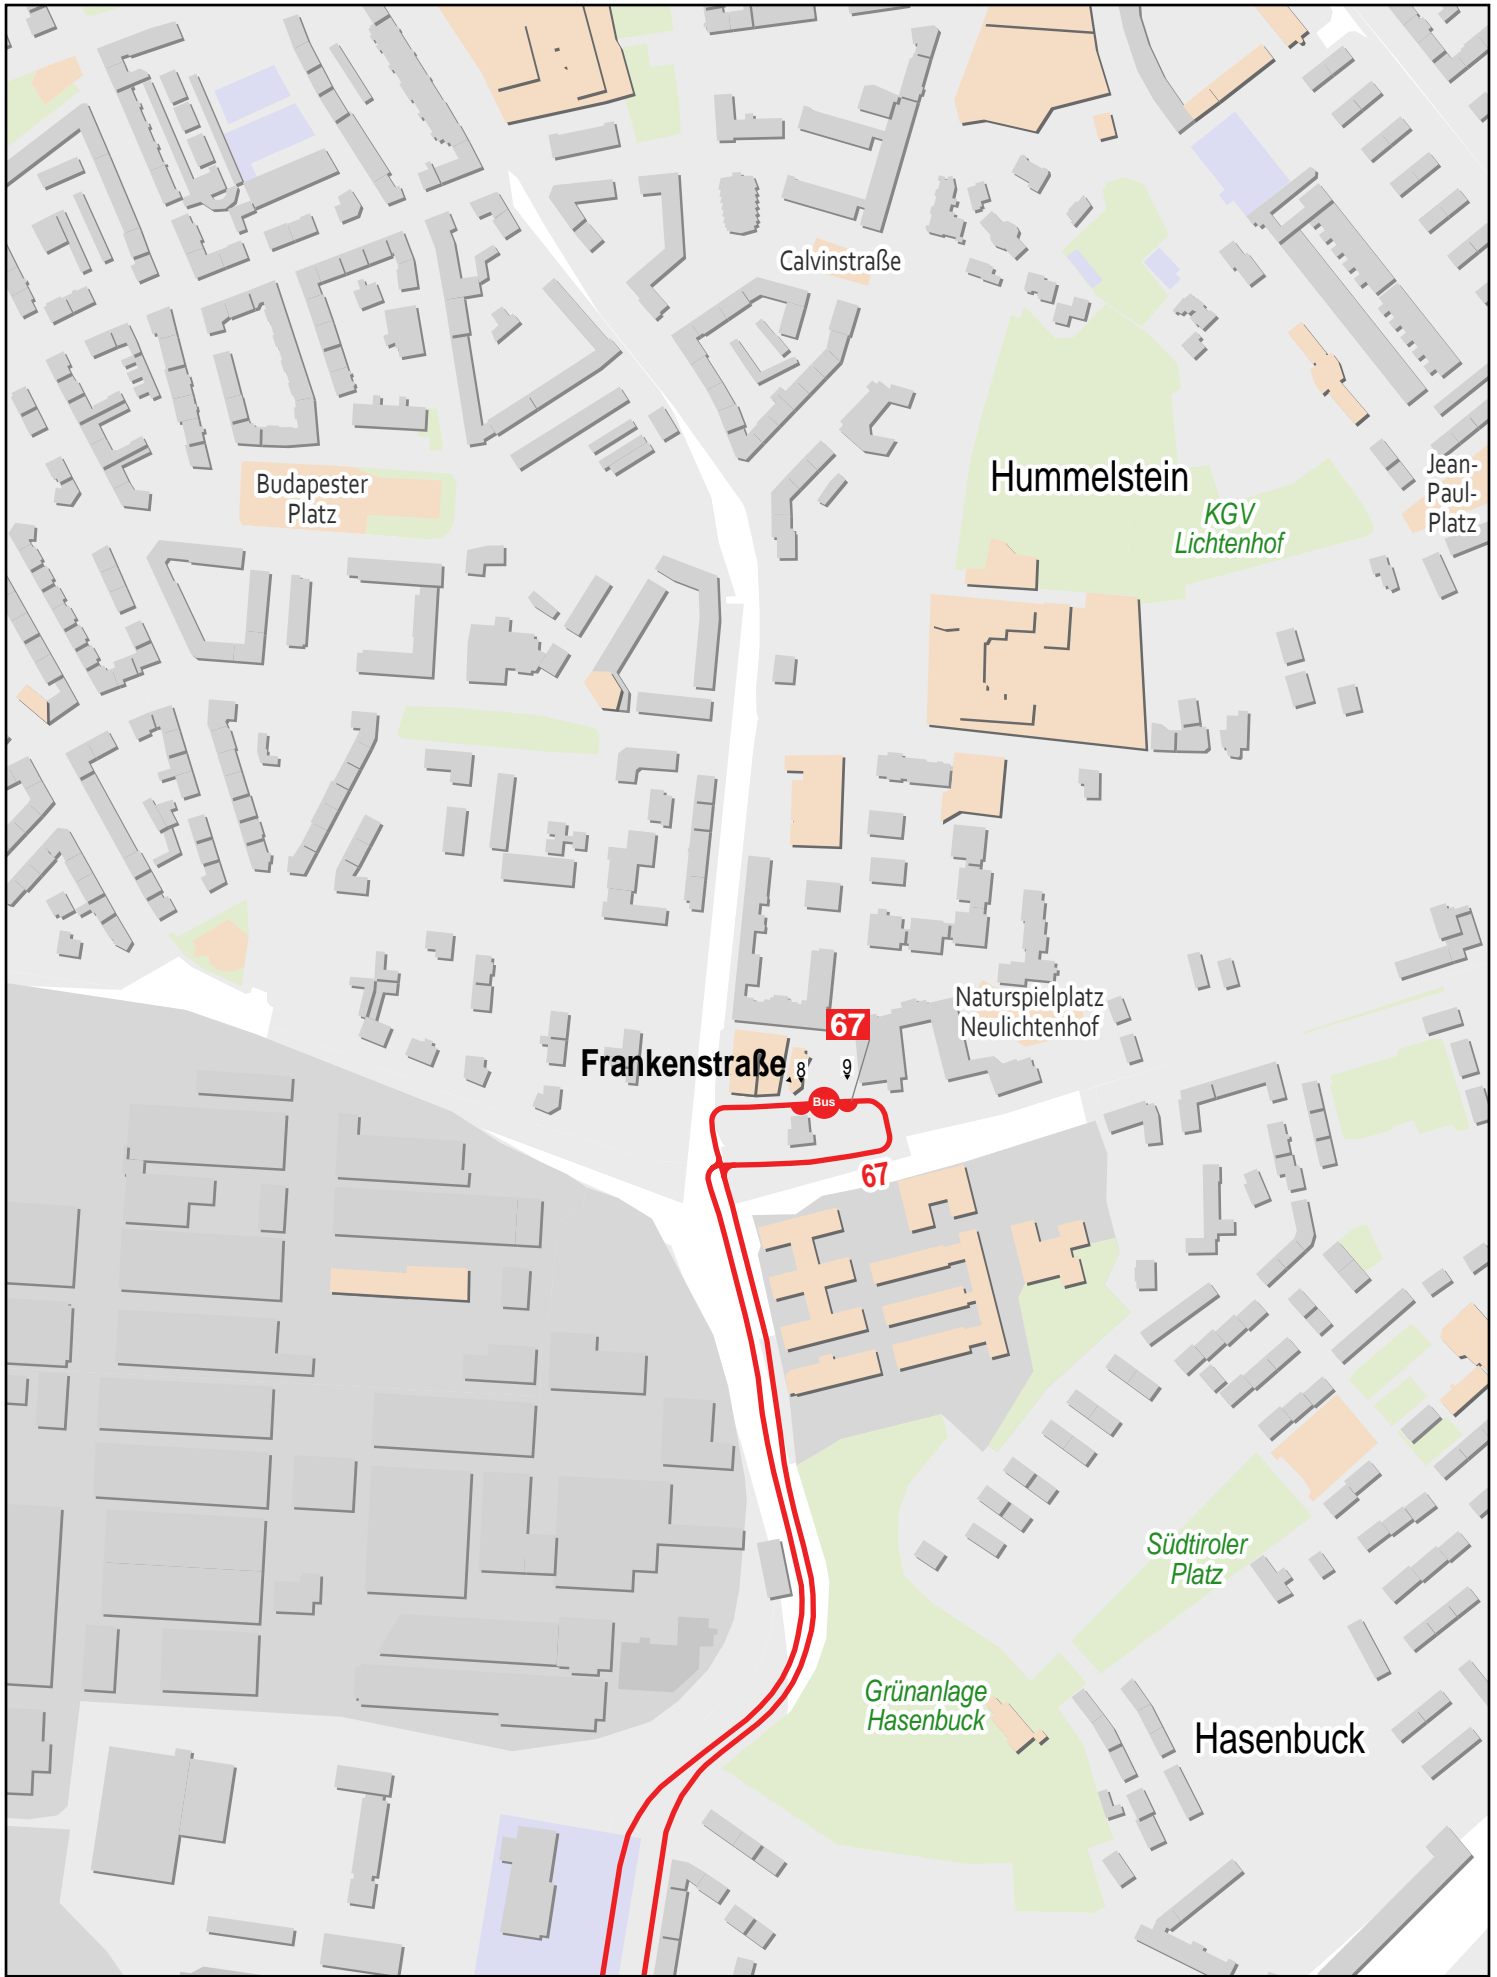 Calvinstraße
Hummelstein
Jean-
Paul-
Platz
Budapester
Platz
KGV
Lichtenhof
Naturspielplatz
Neulichtenhof
67
Frankenstraße
8
9
Bus
67
Südtiroler
Platz
Grünanlage
Hasenbuck
Hasenbuck